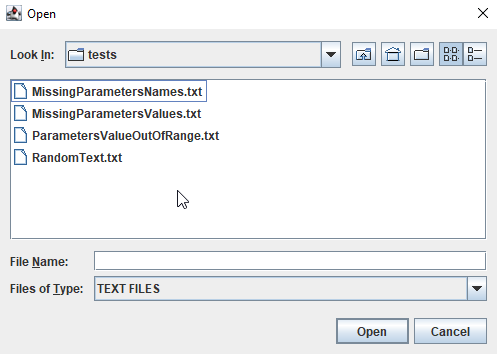 Open
Look In: tests
MissingParametersNames.txt
MissingParametersValues.txt
ParametersValueOutOfRange.txt
RandomText.txt
File Name:
Files of Type: TEXT FILES
Open Cancel